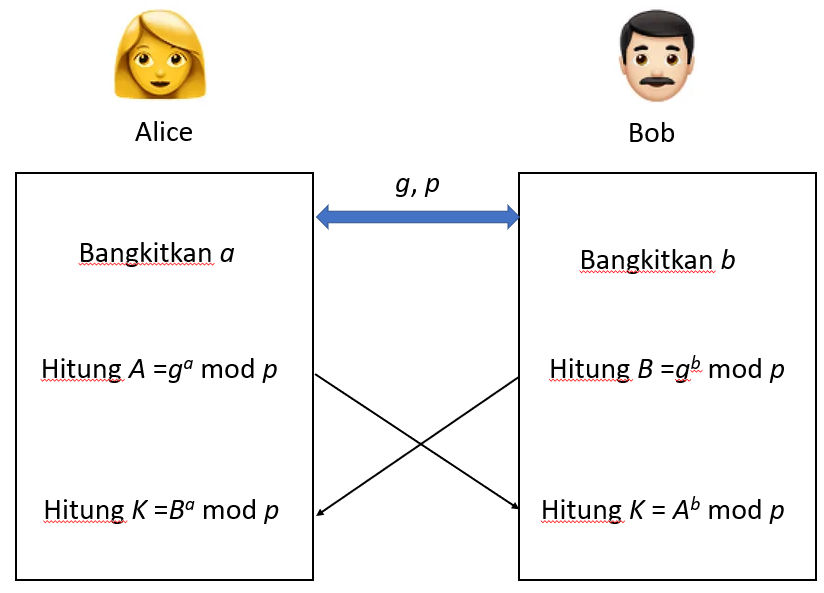 Alice
Bob
g, p
Bangkitkan a
Bangkitkan b
Hitung A =gᵃ mod p
Hitung B =gᵇ mod p
Hitung K =Bᵃ mod p
Hitung K = Aᵇ mod p